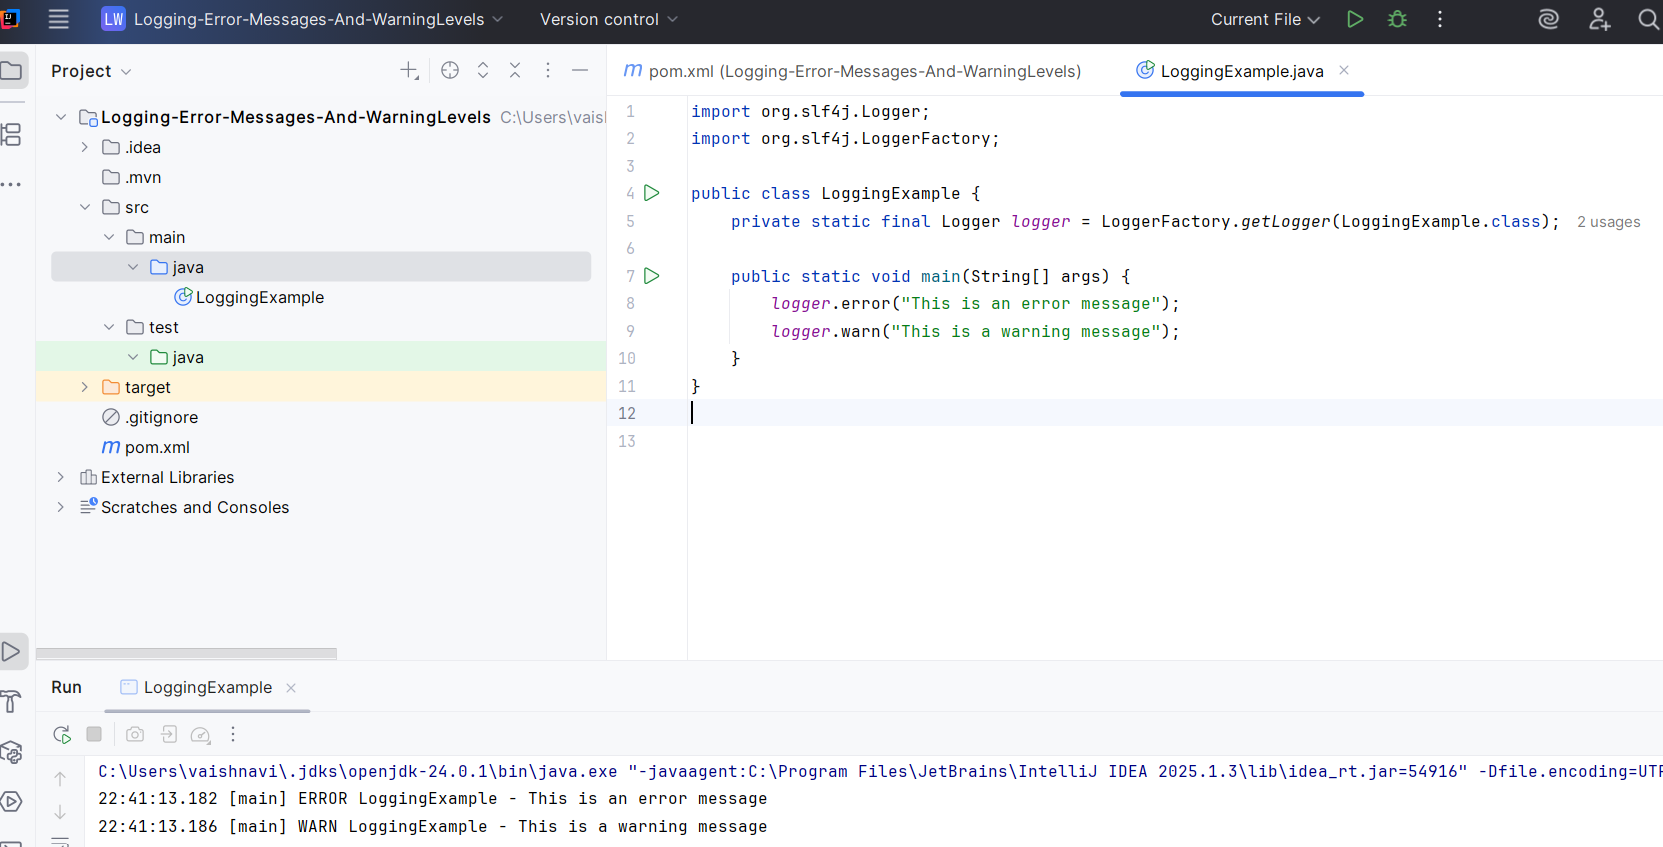 LW Logging-Error-Messages-And-WarningLevels Version control Current File
Project
pom.xml (Logging-Error-Messages-And-WarningLevels) LoggingExample.java
Logging-Error-Messages-And-WarningLevels C:\Users\vaish
.idea
.mvn
src
main
java
LoggingExample
test
java
target
.gitignore
pom.xml
External Libraries
Scratches and Consoles
1 import org.slf4j.Logger;
2 import org.slf4j.LoggerFactory;
3
4 public class LoggingExample {
5 private static final Logger logger = LoggerFactory.getLogger(LoggingExample.class); 2 usages
6
7 public static void main(String[] args) {
8 logger.error("This is an error message");
9 logger.warn("This is a warning message");
10 }
11 }
12
13
Run LoggingExample
C:\Users\vaishnavi\.jdks\openjdk-24.0.1\bin\java.exe "-javaagent:C:\Program Files\JetBrains\IntelliJ IDEA 2025.1.3\lib\idea_rt.jar=54916" -Dfile.encoding=UTF
22:41:13.182 [main] ERROR LoggingExample - This is an error message
22:41:13.186 [main] WARN LoggingExample - This is a warning message